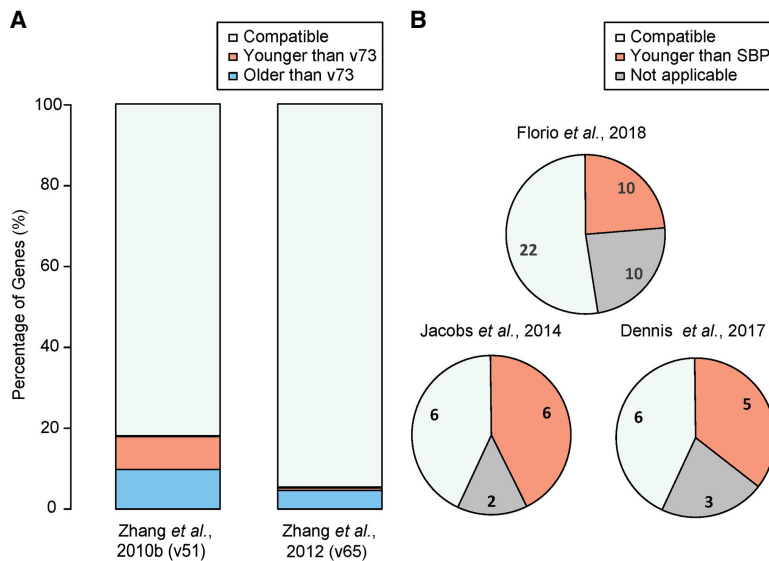 A
Compatible
Younger than v73
Older than v73
Percentage of Genes (%)
100
80
60
40
20
0
Zhang et al.,
2010b (v51)
Zhang et al.,
2012 (v65)
B
Compatible
Younger than SBP
Not applicable
Florio et al., 2018
10
22
10
Jacobs et al., 2014
6
6
2
Dennis et al., 2017
6
5
3